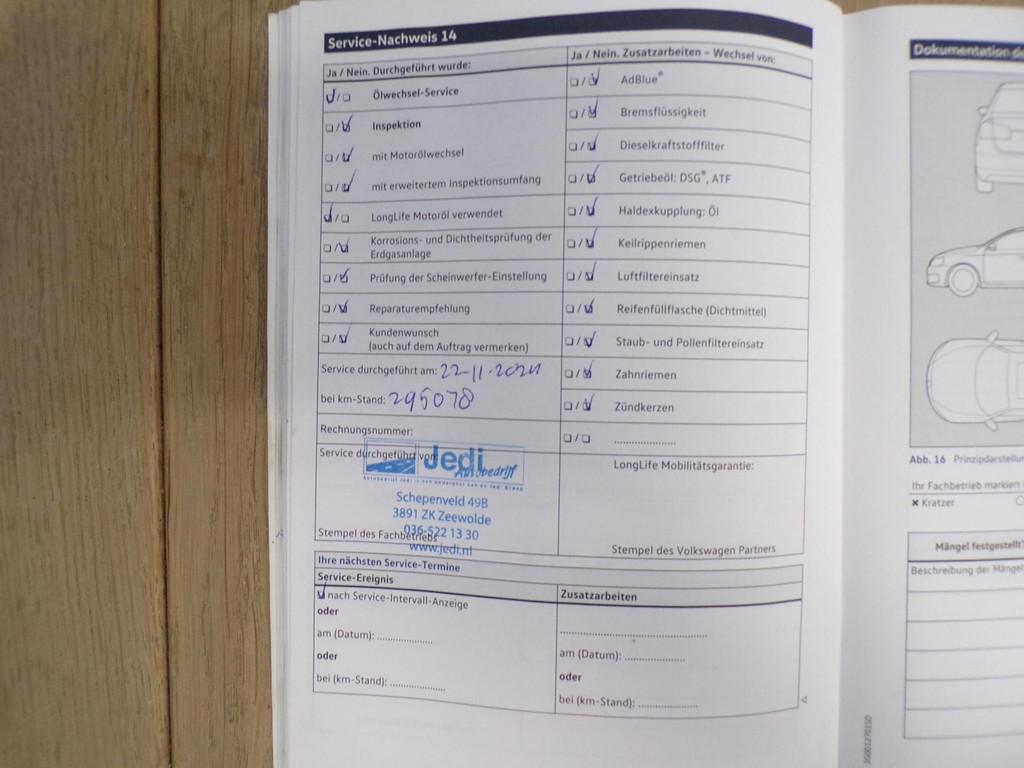 Service-Nachweis 14
Ja / Nein. Durchgeführt wurde:
☑/☐ Ölwechsel-Service
☐/☑ Inspektion
☐/☑ mit Motorölwechsel
☐/☑ mit erweitertem Inspektionsumfang
☑/☐ LongLife Motoröl verwendet
☐/☑ Korrosions- und Dichtheitsprüfung der
Erdgasanlage
☐/☑ Prüfung der Scheinwerfer-Einstellung
☐/☑ Reparaturempfehlung
☐/☑ Kundenwunsch
(auch auf dem Auftrag vermerken)
Service durchgeführt am: 22-11-
bei km-Stand: 295078
Rechnungsnummer:
Service durchgeführt von:
Jedi
Autobedrijf
Schepenveld 49B
3891 ZK Zeewolde
036-522 13 30
www.jedi.nl
Stempel des Fachbetriebs
Ja / Nein. Zusatzarbeiten – Wechsel von:
☐/☑ AdBlue®
☐/☑ Bremsflüssigkeit
☐/☑ Dieselkraftstofffilter
☐/☑ Getriebeöl: DSG®, ATF
☐/☑ Haldexkupplung: Öl
☐/☑ Keilrippenriemen
☐/☑ Luftfiltereinsatz
☐/☑ Reifenfüllflasche (Dichtmittel)
☐/☑ Staub- und Pollenfiltereinsatz
☐/☑ Zahnriemen
☐/☑ Zündkerzen
☐/☐ ....................
LongLife Mobilitätsgarantie:
Stempel des Volkswagen Partners
Ihre nächsten Service-Termine
Service-Ereignis
☑ nach Service-Intervall-Anzeige
oder
am (Datum): ..................
oder
bei (km-Stand): ..................
Zusatzarbeiten
................................................
am (Datum): ....................
oder
bei (km-Stand): ....................
3G0012701SD
Dokumentation
Abb. 16 Prinzipdarstellu
Ihr Fachbetrieb markiert
✖ Kratzer
Mängel festgestellt?
Beschreibung der Mängel